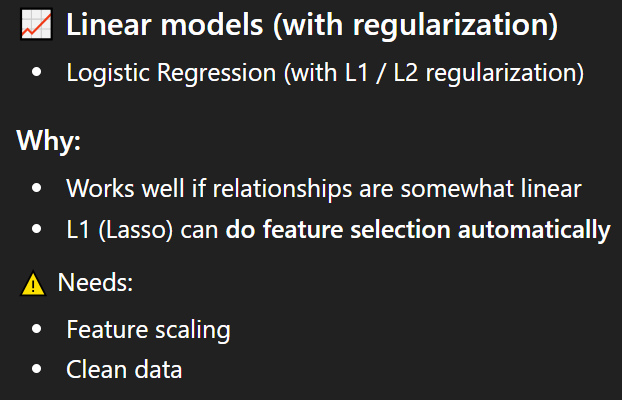 Linear models (with regularization)
Logistic Regression (with L1 / L2 regularization)
Why:
Works well if relationships are somewhat linear
L1 (Lasso) can do feature selection automatically
Needs:
Feature scaling
Clean data